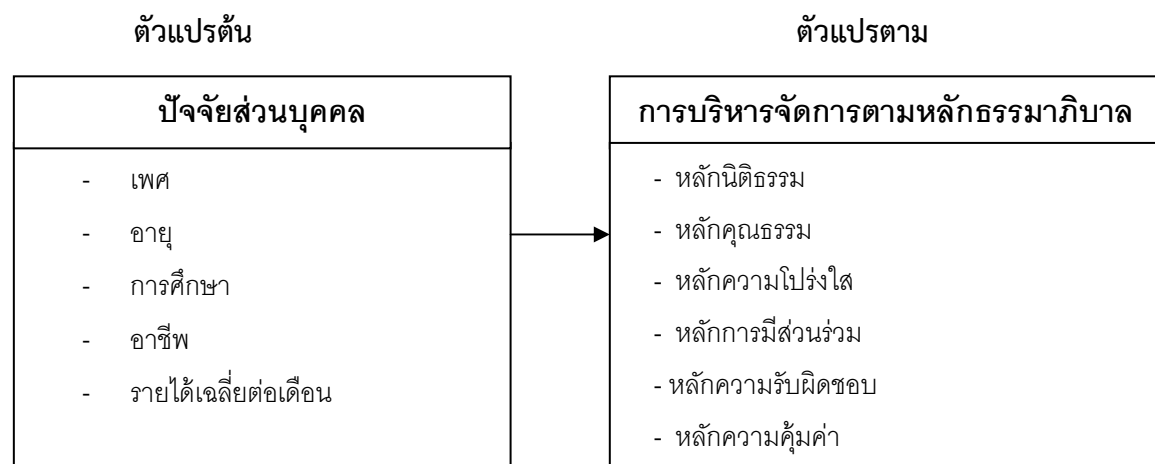 ตัวแปรต้น
ตัวแปรตาม
ปัจจัยส่วนบุคคล
- เพศ
- อายุ
- การศึกษา
- อาชีพ
- รายได้เฉลี่ยต่อเดือน
การบริหารจัดการตามหลักธรรมาภิบาล
- หลักนิติธรรม
- หลักคุณธรรม
- หลักความโปร่งใส
- หลักการมีส่วนร่วม
- หลักความรับผิดชอบ
- หลักความคุ้มค่า